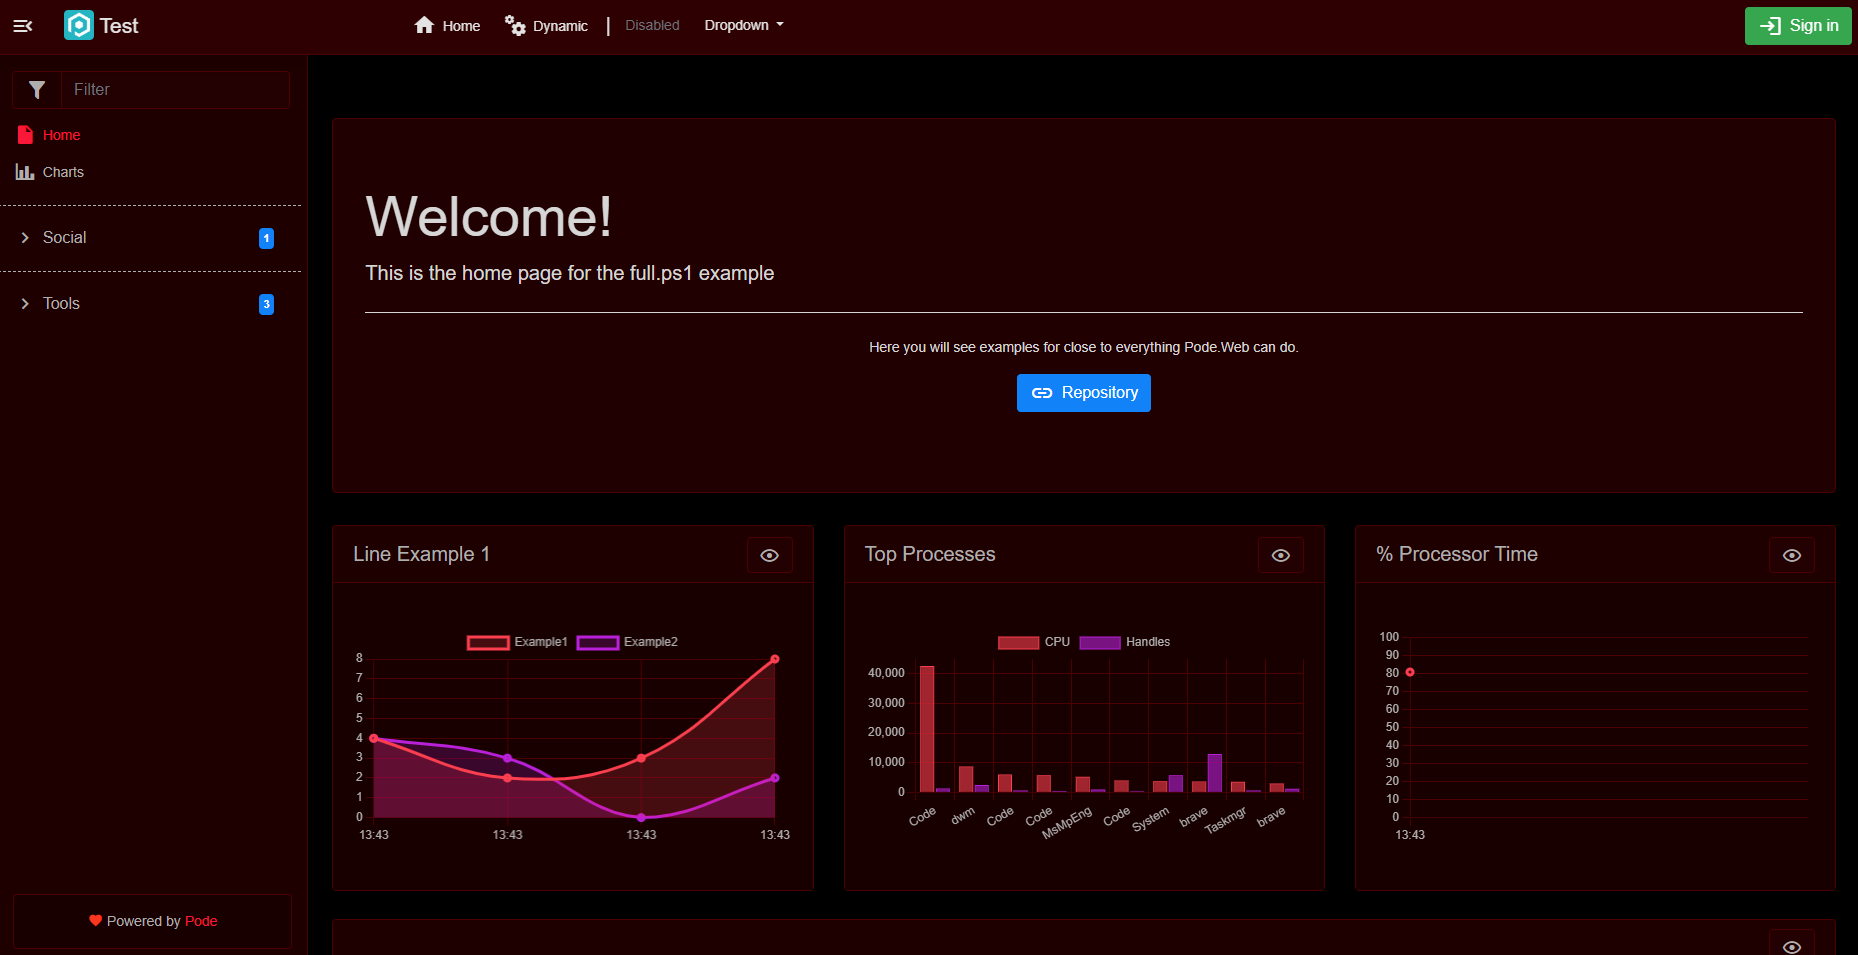 Test
Home
Dynamic
Disabled
Dropdown
Sign in
Filter
Home
Charts
Social 1
Tools 3
Powered by Pode
Welcome!
This is the home page for the full.ps1 example
Here you will see examples for close to everything Pode.Web can do.
Repository
Line Example 1
Example1 Example2
8
7
6
5
4
3
2
1
0
13:43 13:43 13:43 13:43
Top Processes
CPU Handles
40,000
30,000
20,000
10,000
0
Code dwm Code Code MsMpEng Code System brave Taskmgr brave
% Processor Time
100
90
80
70
60
50
40
30
20
10
0
13:43